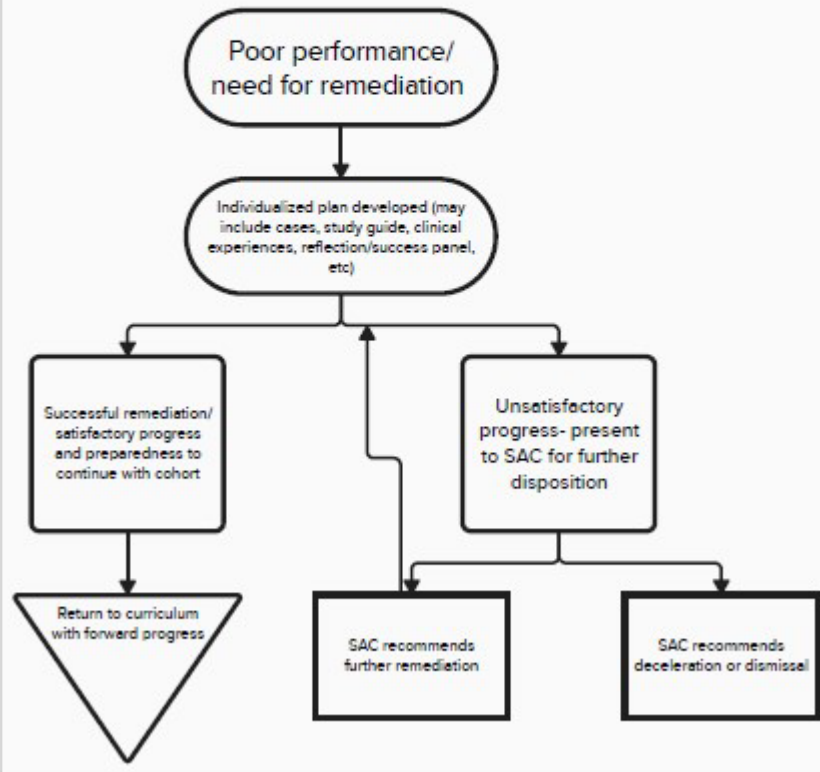 Poor performance/
need for remediation
Individualized plan developed (may
include cases, study guide, clinical
experiences, reflection/success panel,
etc)
Successful remediation/
satisfactory progress
and preparedness to
continue with cohort
Unsatisfactory
progress- present
to SAC for further
disposition
Return to curriculum
with forward progress
SAC recommends
further remediation
SAC recommends
deceleration or dismissal